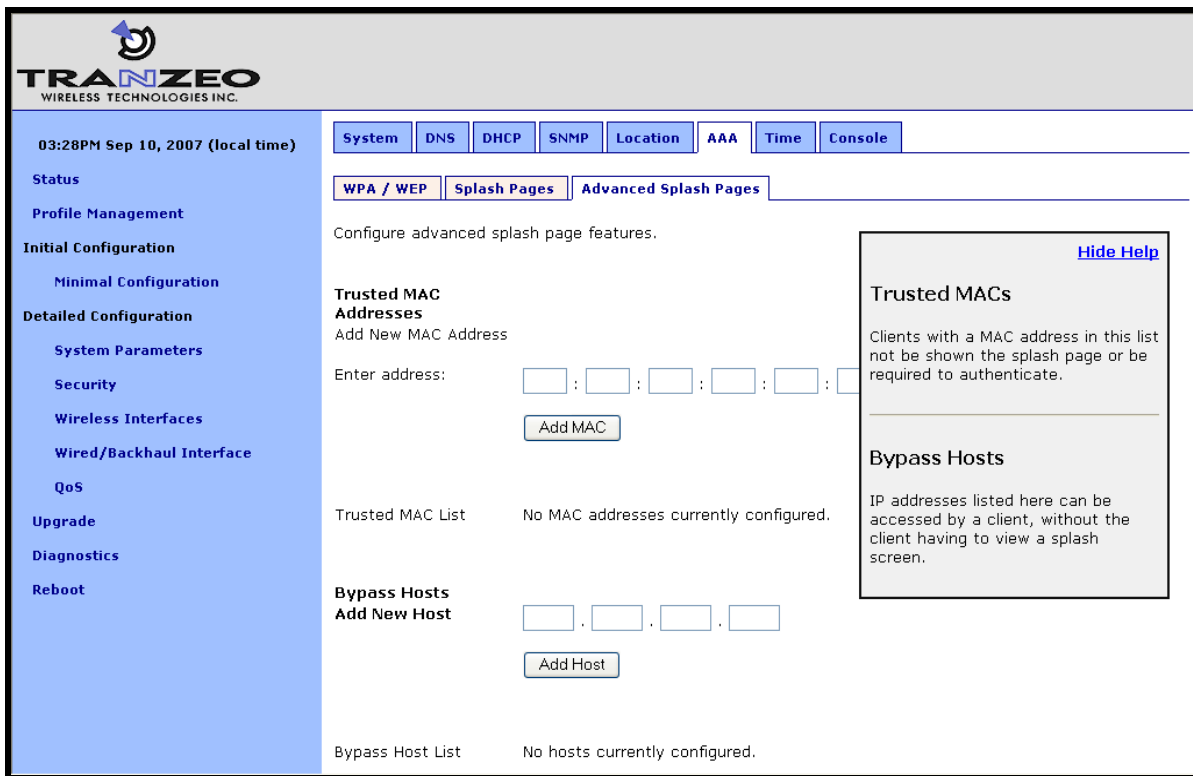 TRANZEO
WIRELESS TECHNOLOGIES INC.
03:28PM Sep 10, 2007 (local time)
Status
Profile Management
Initial Configuration
Minimal Configuration
Detailed Configuration
System Parameters
Security
Wireless Interfaces
Wired/Backhaul Interface
QoS
Upgrade
Diagnostics
Reboot
System DNS DHCP SNMP Location AAA Time Console
WPA / WEP Splash Pages Advanced Splash Pages
Configure advanced splash page features.
Trusted MAC
Addresses
Add New MAC Address
Enter address: : : : : :
Add MAC
Trusted MAC List No MAC addresses currently configured.
Bypass Hosts
Add New Host . . .
Add Host
Bypass Host List No hosts currently configured.
Hide Help
Trusted MACs
Clients with a MAC address in this list
not be shown the splash page or be
required to authenticate.
Bypass Hosts
IP addresses listed here can be
accessed by a client, without the
client having to view a splash
screen.